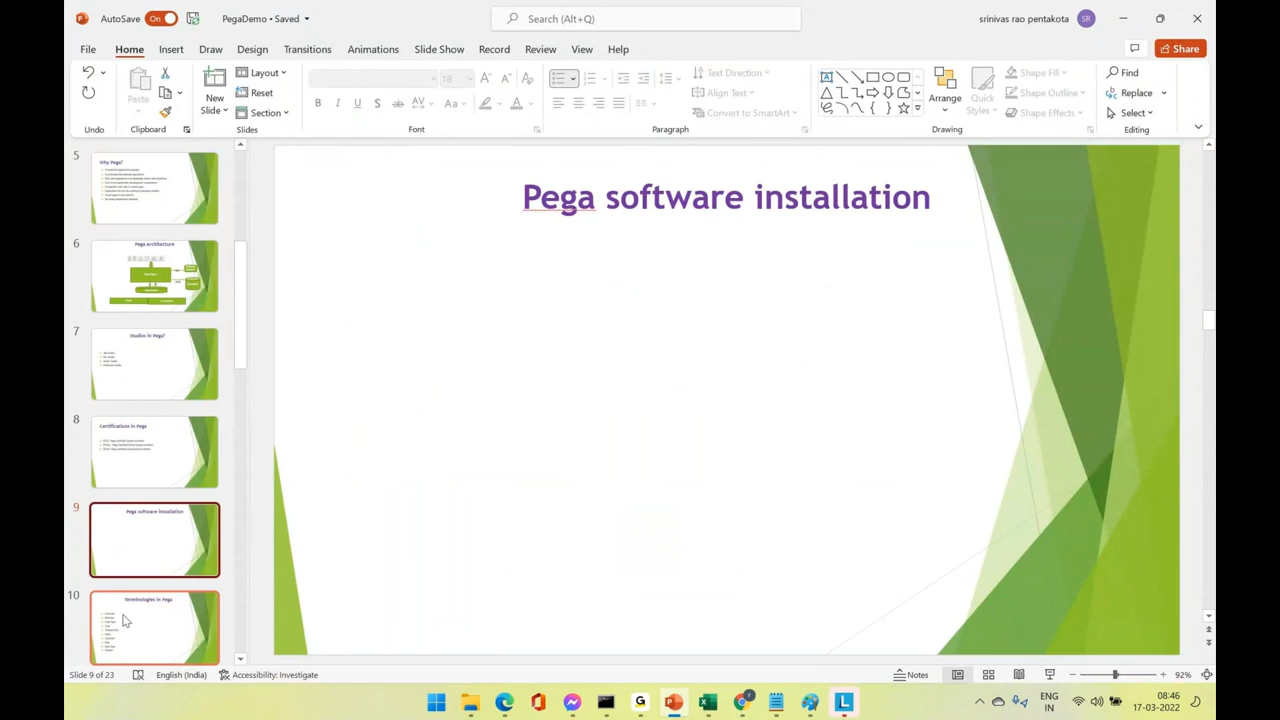 AutoSave On PegaDemo • Saved Search (Alt+Q) srinivas rao pentakota SR
File Home Insert Draw Design Transitions Animations Slide Show Record Review View Help Share
Paste New Slide Layout Reset Section 18 Text Direction Align Text Convert to SmartArt Arrange Quick Styles Shape Fill Shape Outline Shape Effects Find Replace Select
Undo Clipboard Slides Font Paragraph Drawing Editing
5
Why Pega?
6
Pega architecture
7
Studios in Pega?
8
Certifications in Pega
9
Pega software installation
10
Terminologies in Pega
Pega software installation
Slide 9 of 23 English (India) Accessibility: Investigate Notes 92%
ENG
IN
08:46
17-03-2022